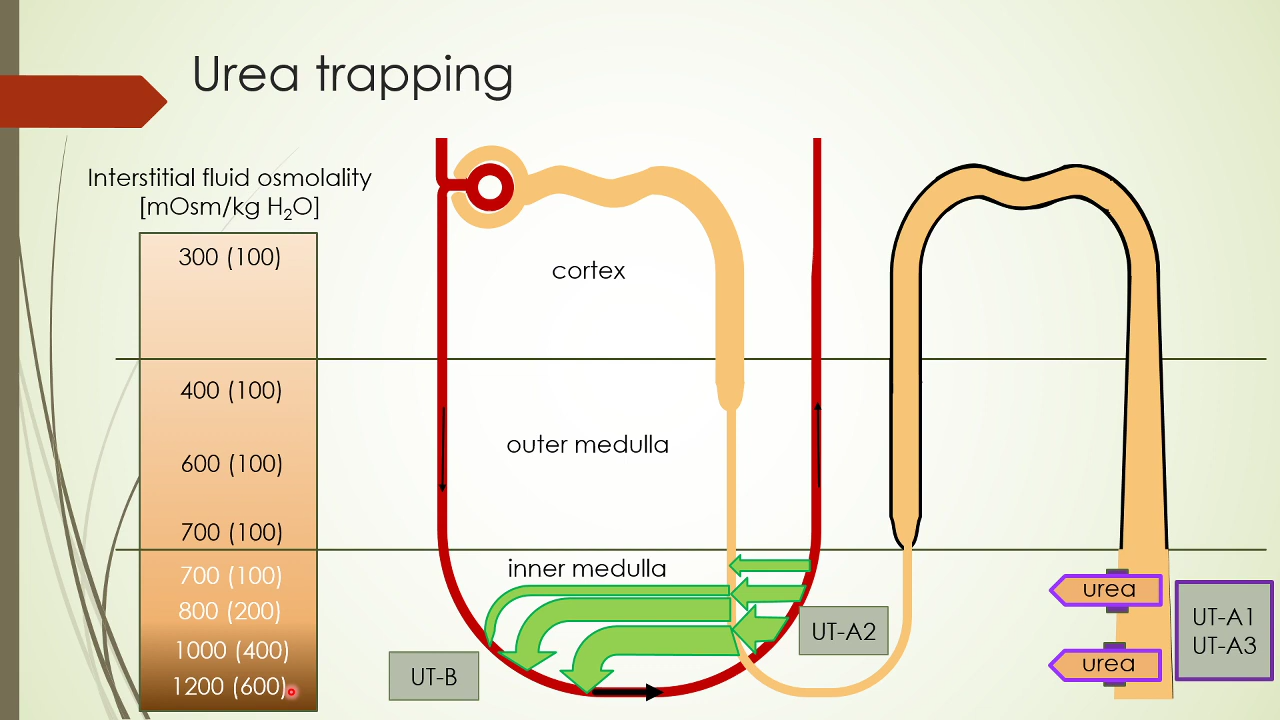 Urea trapping
Interstitial fluid osmolality
[mOsm/kg H₂O]
300 (100)
400 (100)
600 (100)
700 (100)
700 (100)
800 (200)
1000 (400)
1200 (600)
cortex
outer medulla
inner medulla
UT-B
UT-A2
urea
urea
UT-A1
UT-A3